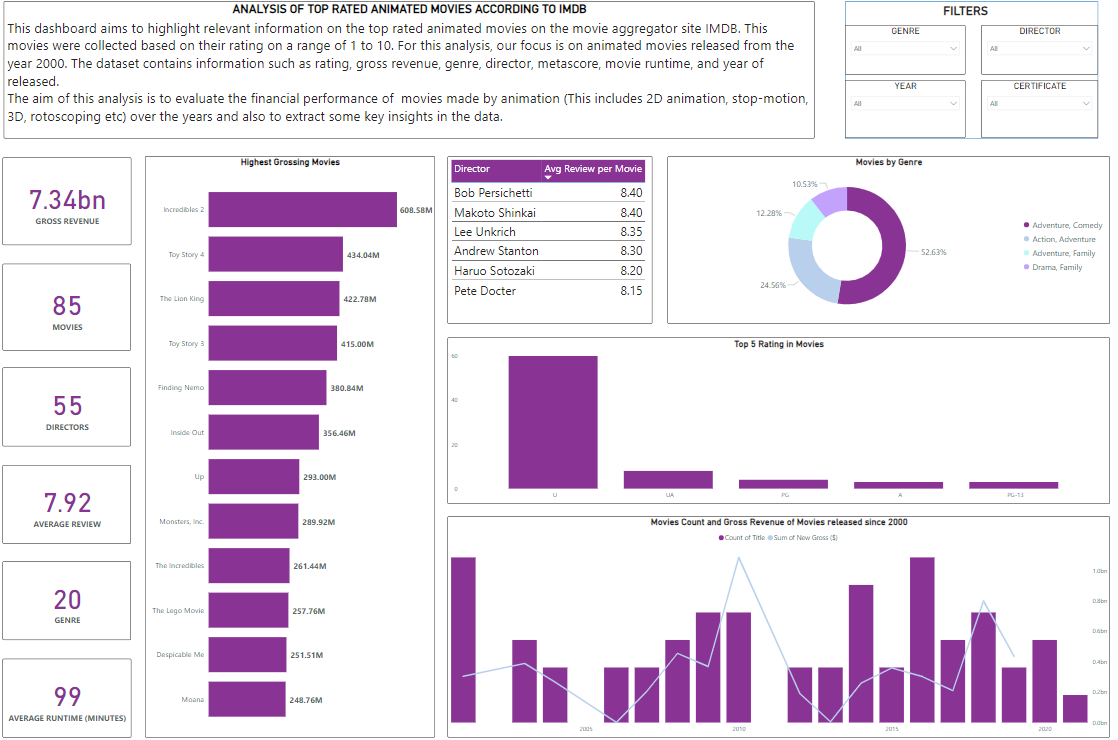 ANALYSIS OF TOP RATED ANIMATED MOVIES ACCORDING TO IMDB
This dashboard aims to highlight relevant information on the top rated animated movies on the movie aggregator site IMDB. This
movies were collected based on their rating on a range of 1 to 10. For this analysis, our focus is on animated movies released from the
year 2000. The dataset contains information such as rating, gross revenue, genre, director, metascore, movie runtime, and year of
released.
The aim of this analysis is to evaluate the financial performance of movies made by animation (This includes 2D animation, stop-motion,
3D, rotoscoping etc) over the years and also to extract some key insights in the data.
FILTERS
GENRE
All
DIRECTOR
All
YEAR
All
CERTIFICATE
All
7.34bn
GROSS REVENUE
85
MOVIES
55
DIRECTORS
7.92
AVERAGE REVIEW
20
GENRE
99
AVERAGE RUNTIME (MINUTES)
Highest Grossing Movies
Incredibles 2 608.58M
Toy Story 4 434.04M
The Lion King 422.78M
Toy Story 3 415.00M
Finding Nemo 380.84M
Inside Out 356.46M
Up 293.00M
Monsters, Inc. 289.92M
The Incredibles 261.44M
The Lego Movie 257.76M
Despicable Me 251.51M
Moana 248.76M
Director Avg Review per Movie
Bob Persichetti 8.40
Makoto Shinkai 8.40
Lee Unkrich 8.35
Andrew Stanton 8.30
Haruo Sotozaki 8.20
Pete Docter 8.15
Movies by Genre
10.53%
12.28%
24.56%
52.63%
Adventure, Comedy
Action, Adventure
Adventure, Family
Drama, Family
Top 5 Rating in Movies
60
40
20
0
U UA PG A PG-13
Movies Count and Gross Revenue of Movies released since 2000
Count of Title Sum of New Gross ($)
1.0bn
0.8bn
0.6bn
0.4bn
0.2bn
0.0bn
2005 2010 2015 2020